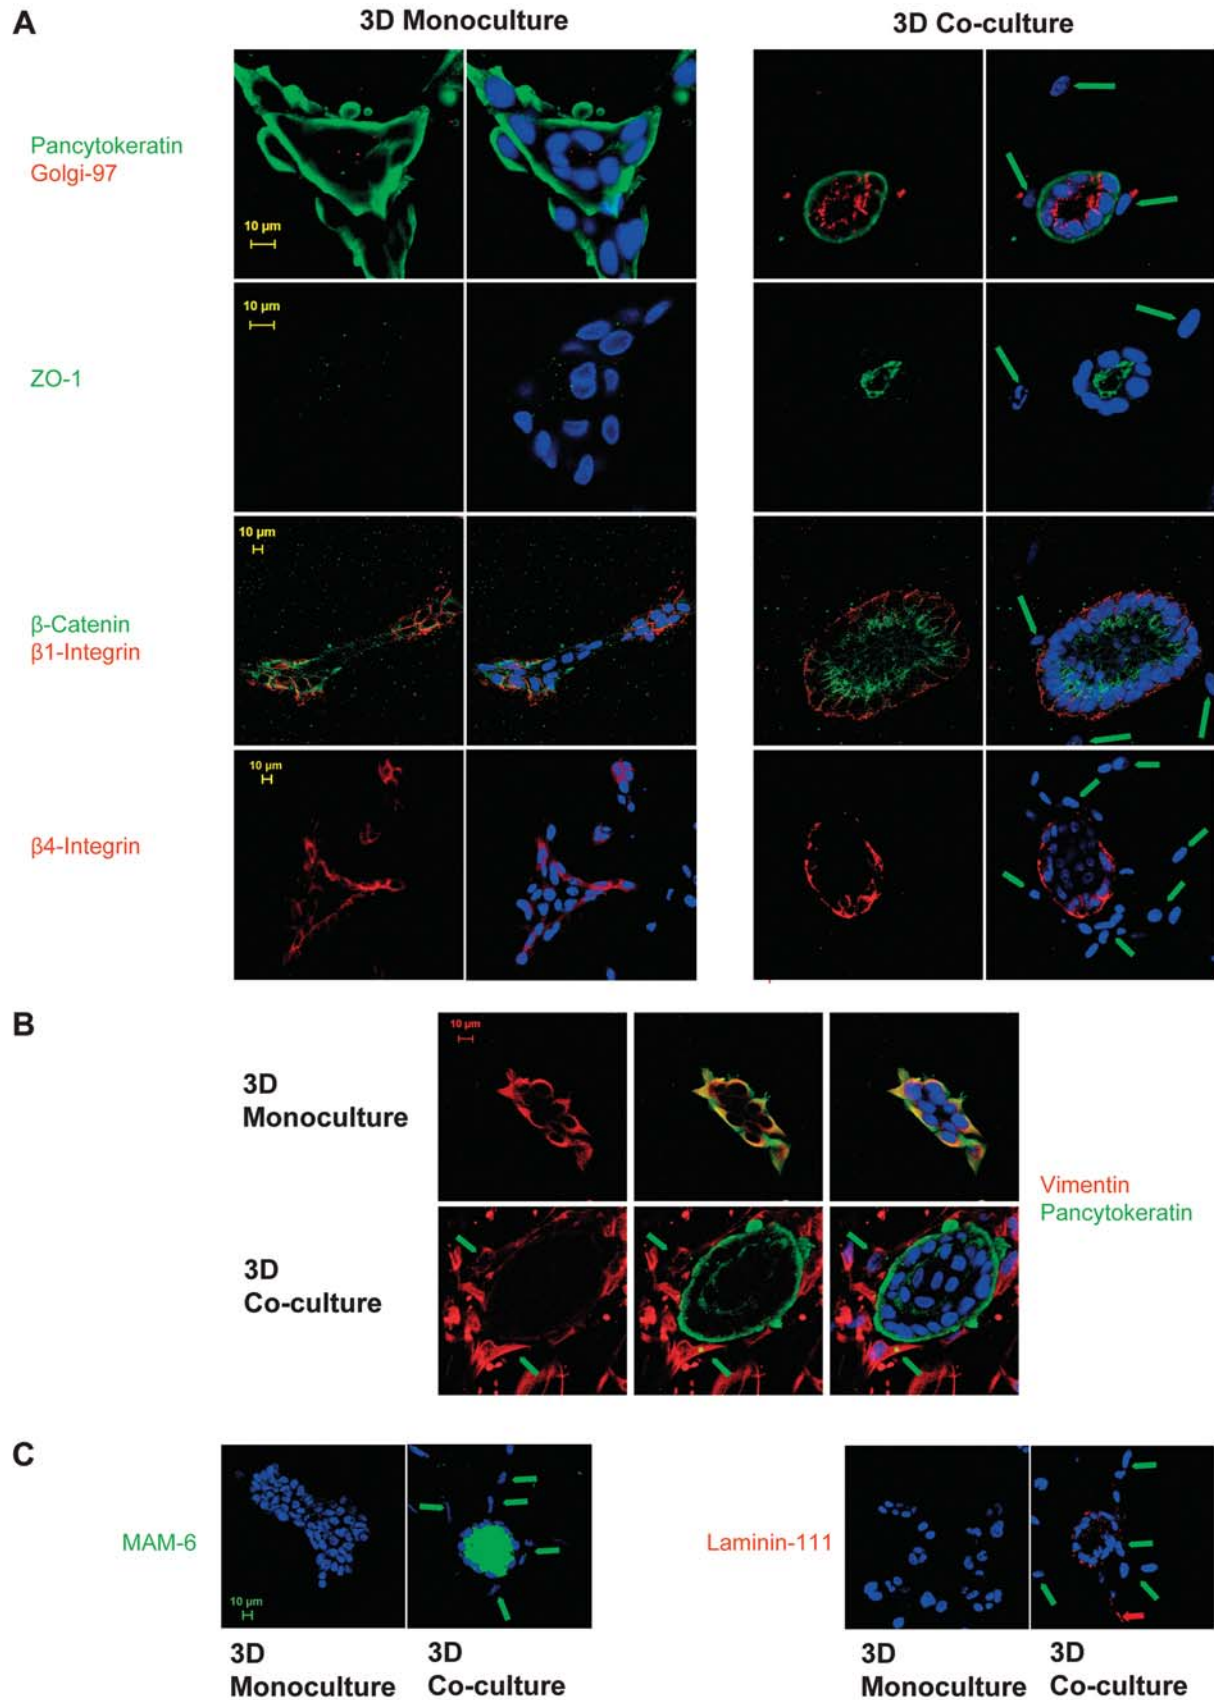 A
3D Monoculture
3D Co-culture
Pancytokeratin
Golgi-97
10 µm
ZO-1
10 µm
β-Catenin
β1-Integrin
10 µm
β4-Integrin
10 µm
B
3D
Monoculture
10 µm
Vimentin
Pancytokeratin
3D
Co-culture
C
MAM-6
10 µm
Laminin-111
3D
Monoculture
3D
Co-culture
3D
Monoculture
3D
Co-culture